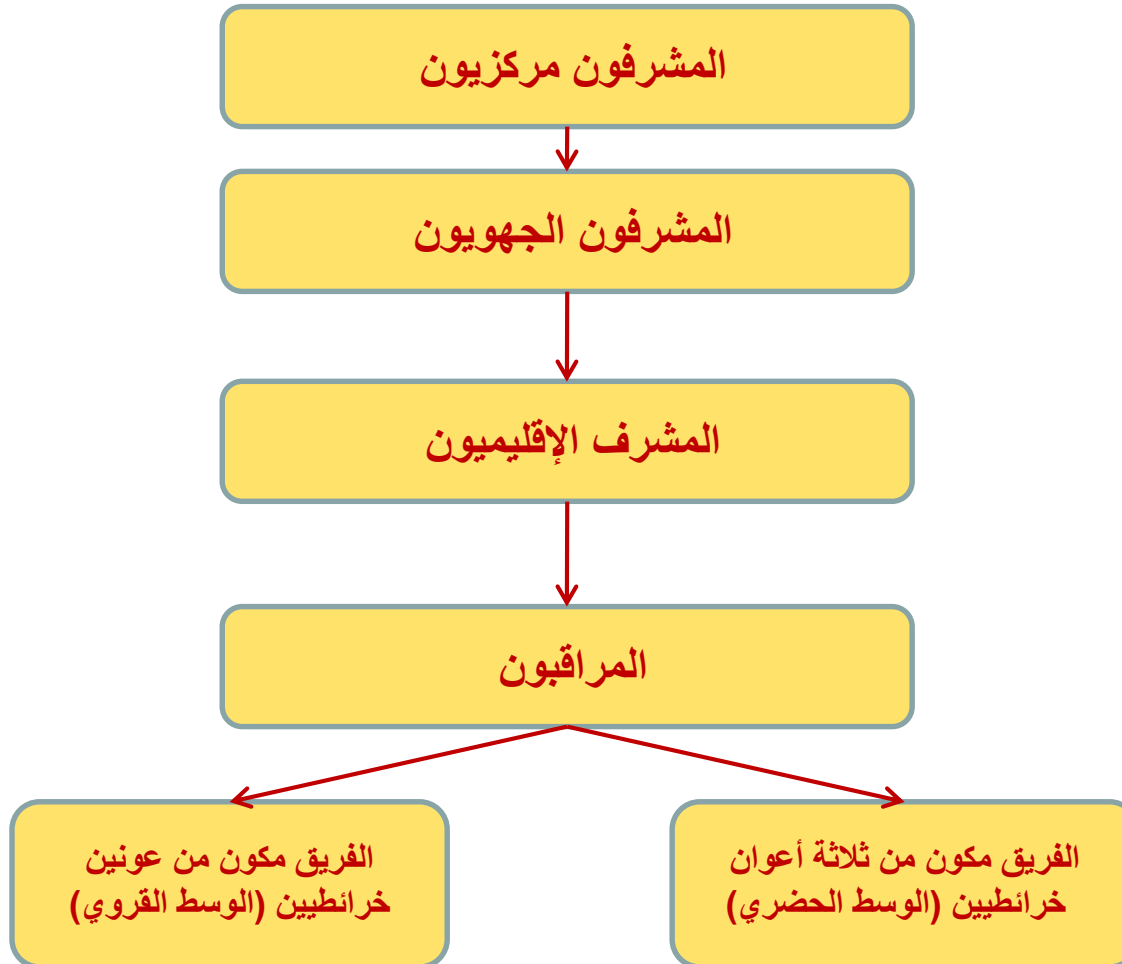 المشرفون مركزيون
المشرفون الجهويون
المشرف الإقليميون
المراقبون
الفريق مكون من ثلاثة أعوان
خرائطيين (الوسط الحضري)
الفريق مكون من عونين
خرائطيين (الوسط القروي)